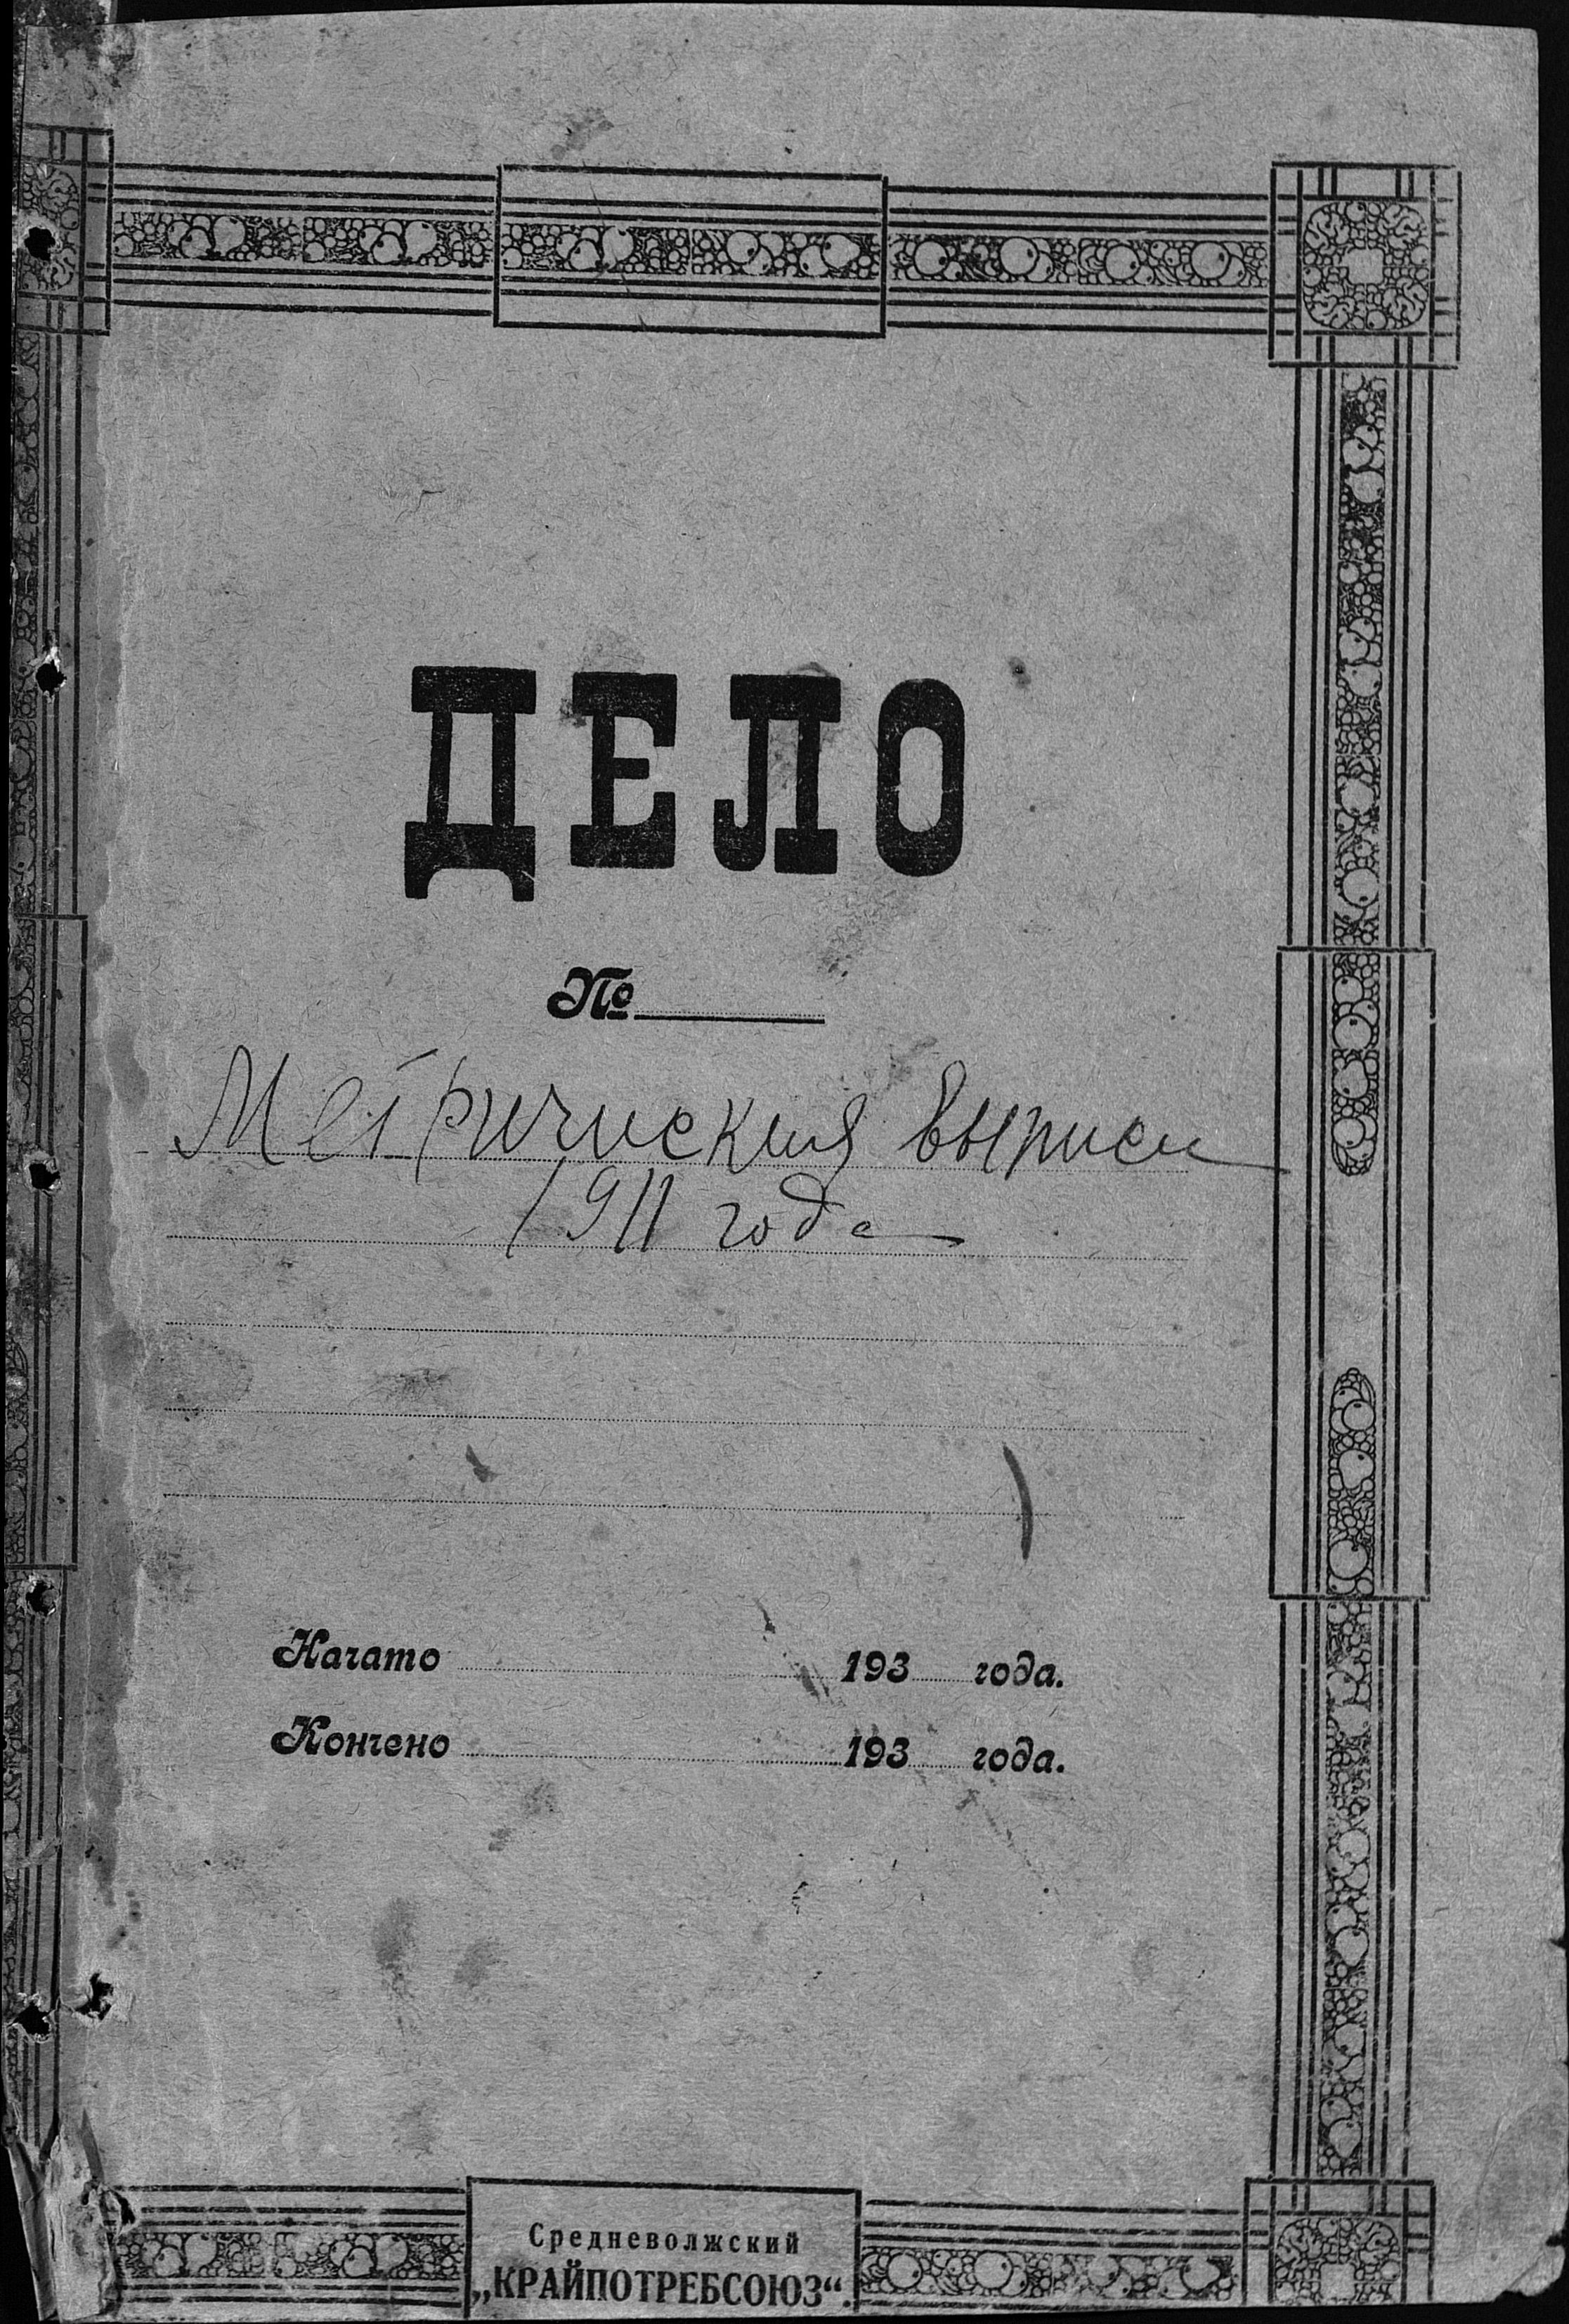 ДЕЛО
№
Метрическия выписи
1911 года
Начато 193 года.
Кончено 193 года.
Средневолжский
„КРАЙПОТРЕБСОЮЗ“.